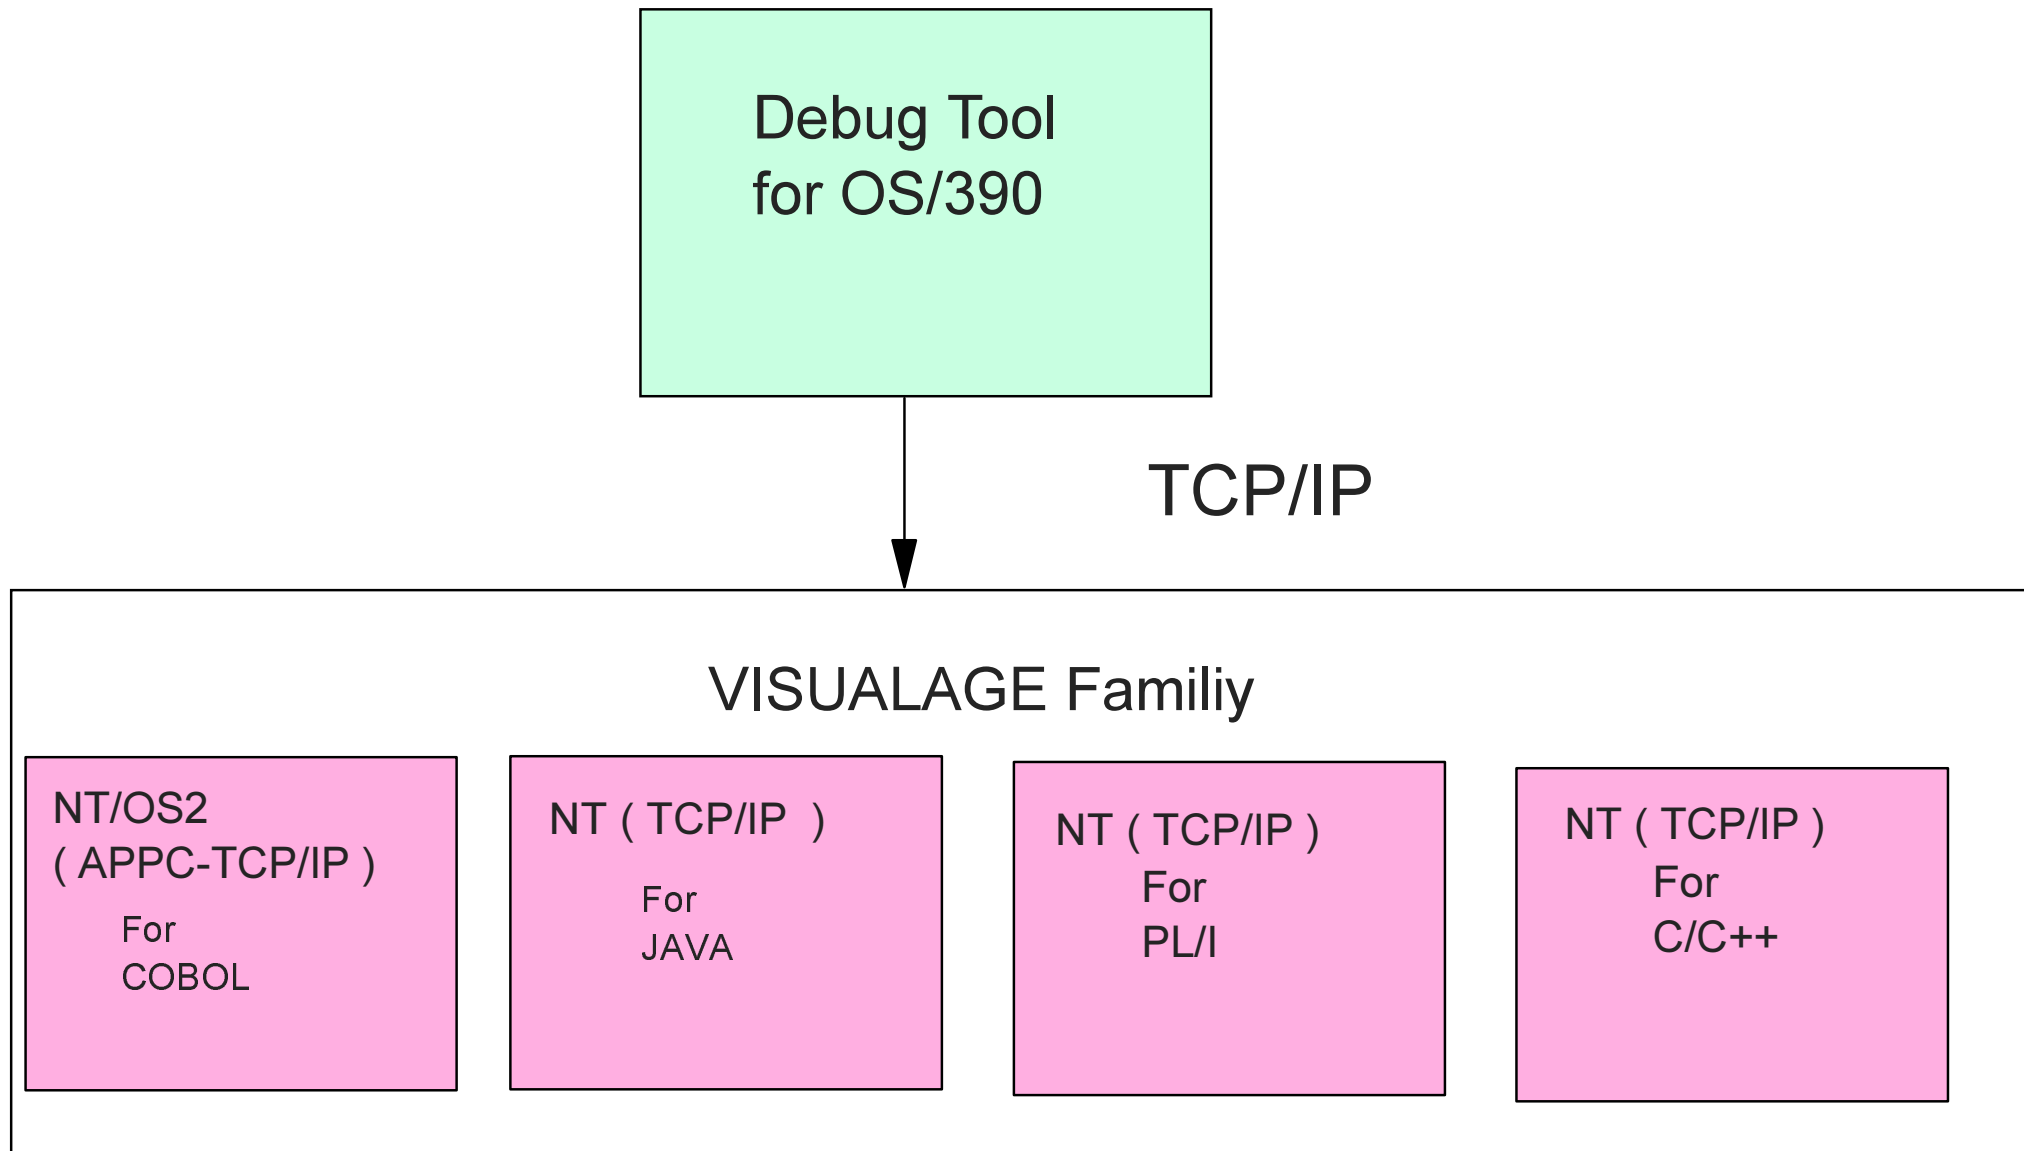 Debug Tool
for OS/390
TCP/IP
VISUALAGE Familiy
NT/OS2
( APPC-TCP/IP )
For
COBOL
NT ( TCP/IP )
For
JAVA
NT ( TCP/IP )
For
PL/I
NT ( TCP/IP )
For
C/C++